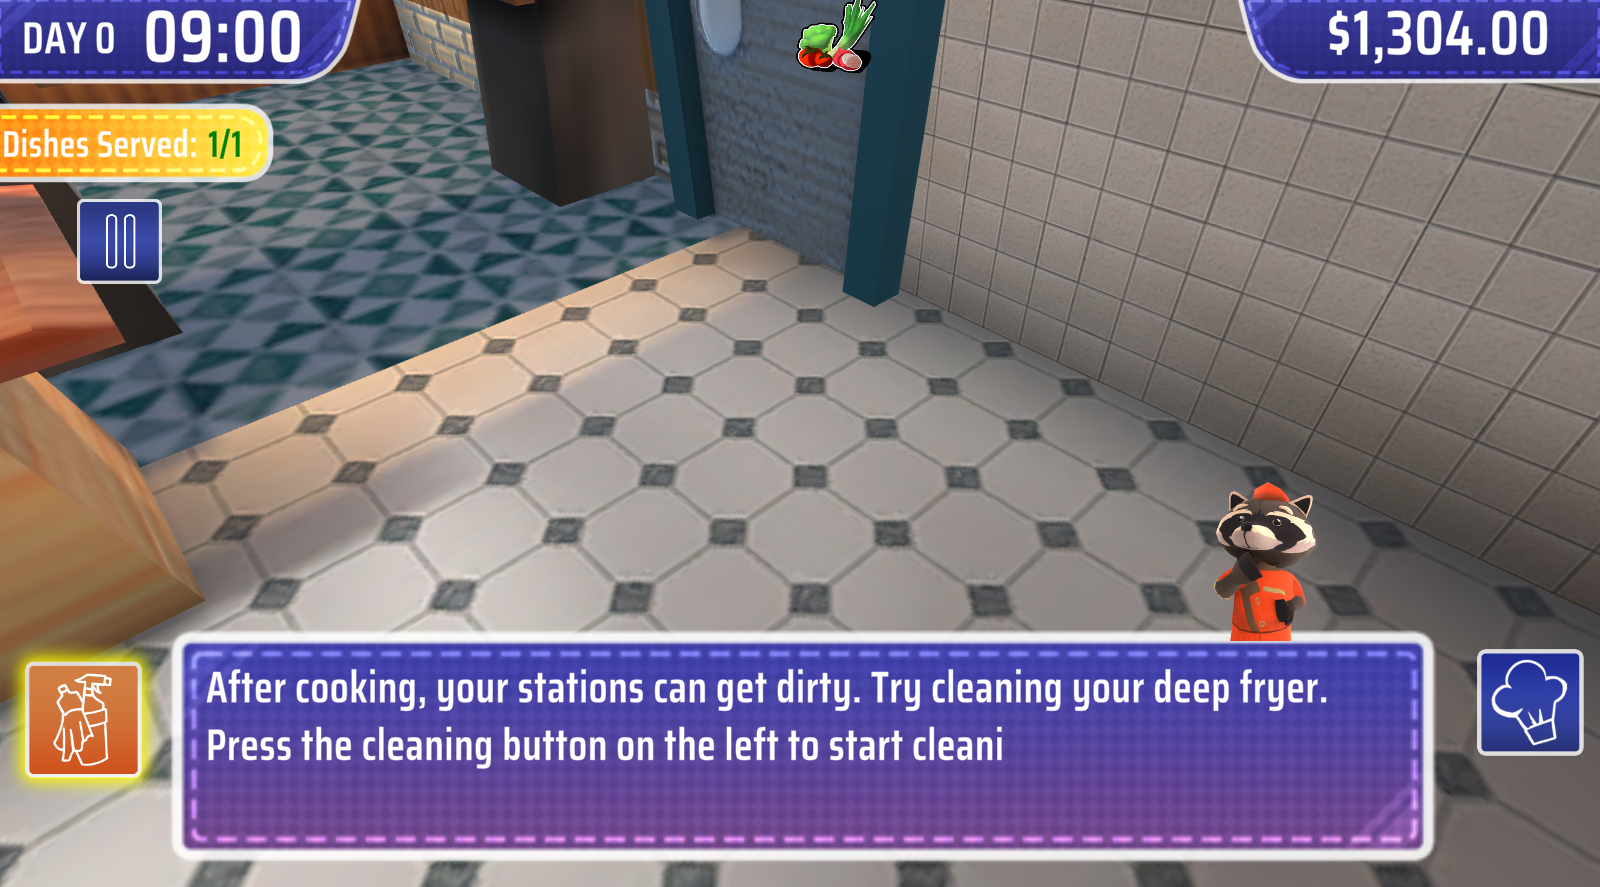 DAY 0 09:00
$1,304.00
Dishes Served: 1/1
After cooking, your stations can get dirty. Try cleaning your deep fryer.
Press the cleaning button on the left to start cleani